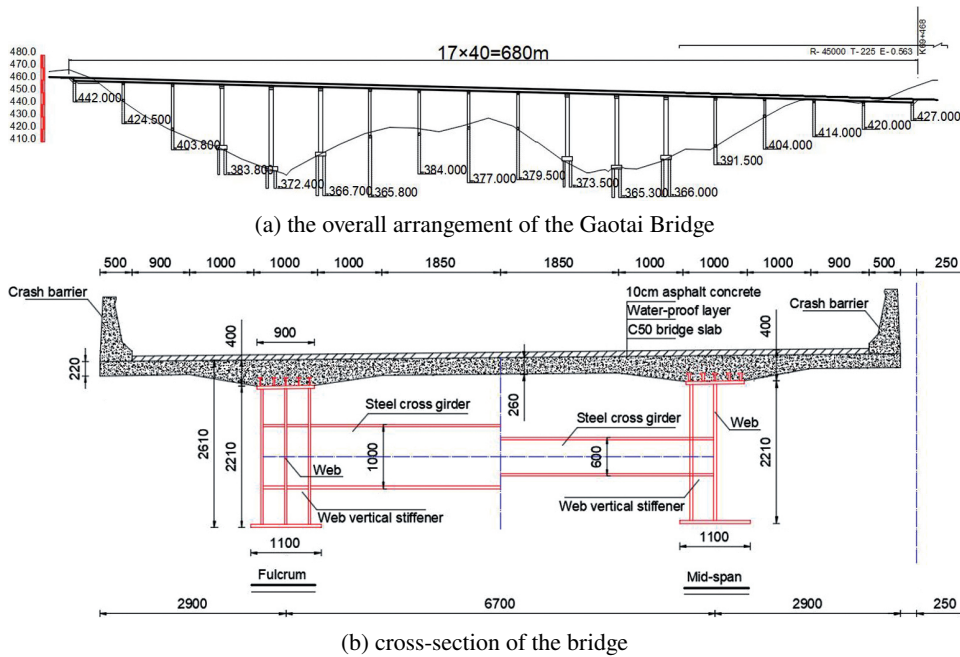 480.0
470.0
460.0
450.0
440.0
430.0
420.0
410.0
17×40=680m
R- 45000 T- 225 E- 0.563
K69+468
442.000
424.500
403.800
383.800
372.400
366.700
365.800
384.000
377.000
379.500
373.500
365.300
366.000
391.500
404.000
414.000
420.000
427.000
(a) the overall arrangement of the Gaotai Bridge
500 900 1000 1000 1000 1850 1850 1000 1000 1000 900 500 250
Crash barrier
10cm asphalt concrete
Water-proof layer
C50 bridge slab
Crash barrier
400
900
400
220
260
Steel cross girder
Steel cross girder
Web
2610
2210
Web
1000
600
2210
Web vertical stiffener
Web vertical stiffener
1100
1100
Fulcrum
Mid-span
2900 6700 2900 250
(b) cross-section of the bridge